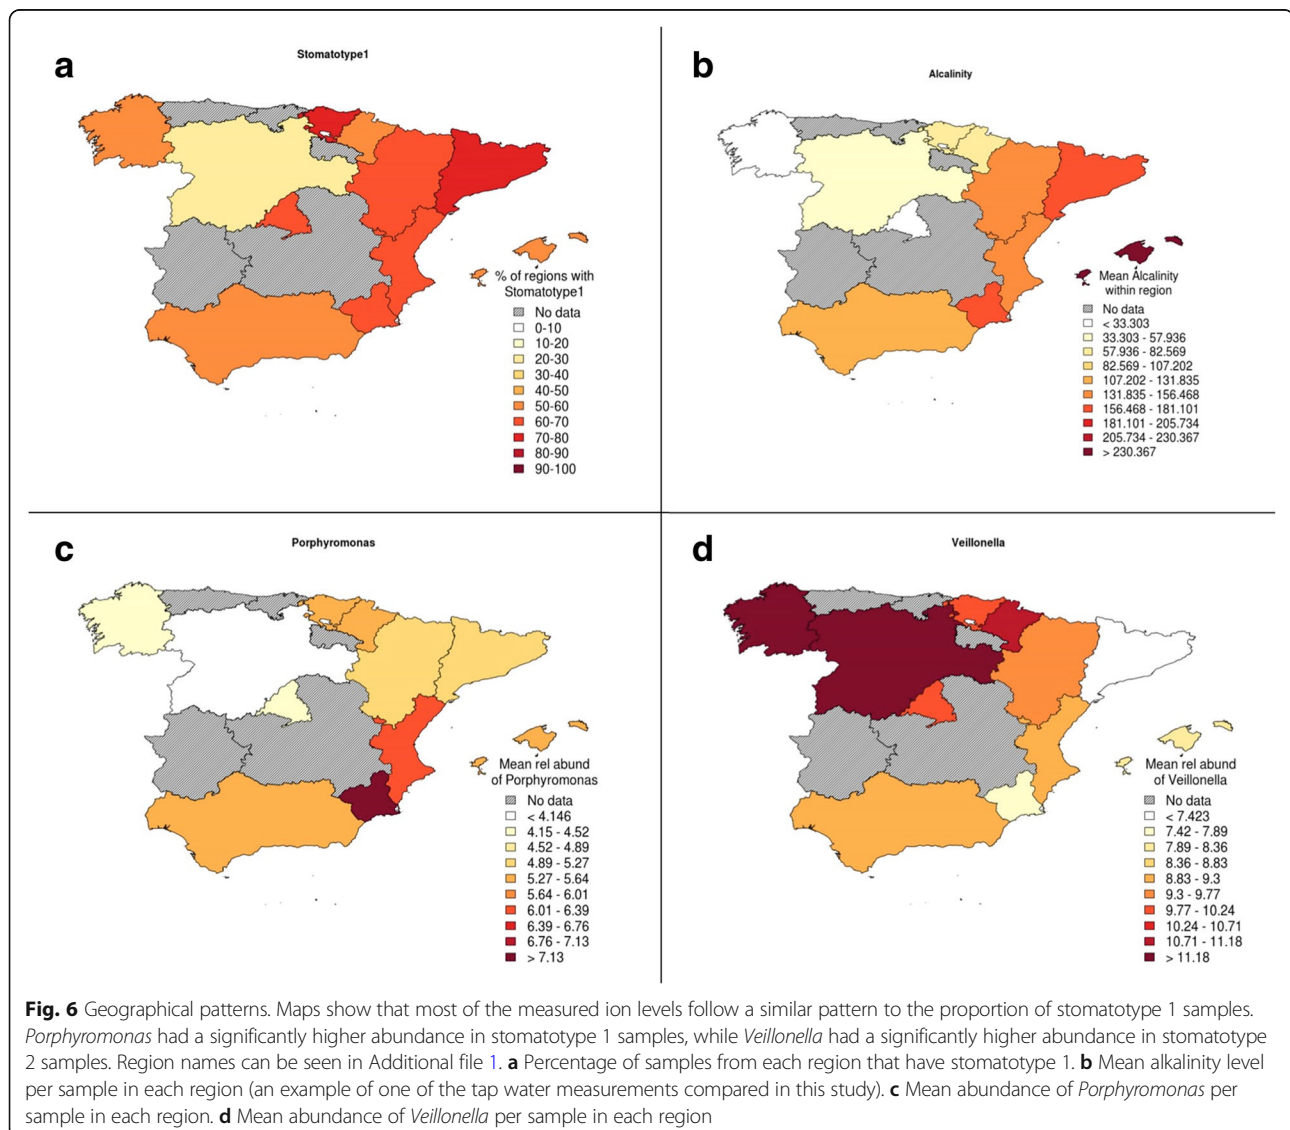 a
Stomatotype1
% of regions with
Stomatotype1
No data
0-10
10-20
20-30
30-40
40-50
50-60
60-70
70-80
80-90
90-100
b
Alcalinity
Mean Alcalinity
within region
No data
< 33.303
33.303 - 57.936
57.936 - 82.569
82.569 - 107.202
107.202 - 131.835
131.835 - 156.468
156.468 - 181.101
181.101 - 205.734
205.734 - 230.367
> 230.367
c
Porphyromonas
Mean rel abund
of Porphyromonas
No data
< 4.146
4.15 - 4.52
4.52 - 4.89
4.89 - 5.27
5.27 - 5.64
5.64 - 6.01
6.01 - 6.39
6.39 - 6.76
6.76 - 7.13
> 7.13
d
Veillonella
Mean rel abund
of Veillonella
No data
< 7.423
7.42 - 7.89
7.89 - 8.36
8.36 - 8.83
8.83 - 9.3
9.3 - 9.77
9.77 - 10.24
10.24 - 10.71
10.71 - 11.18
> 11.18
Fig. 6 Geographical patterns. Maps show that most of the measured ion levels follow a similar pattern to the proportion of stomatotype 1 samples.
Porphyromonas had a significantly higher abundance in stomatotype 1 samples, while Veillonella had a significantly higher abundance in stomatotype
2 samples. Region names can be seen in Additional file 1. a Percentage of samples from each region that have stomatotype 1. b Mean alkalinity level
per sample in each region (an example of one of the tap water measurements compared in this study). c Mean abundance of Porphyromonas per
sample in each region. d Mean abundance of Veillonella per sample in each region